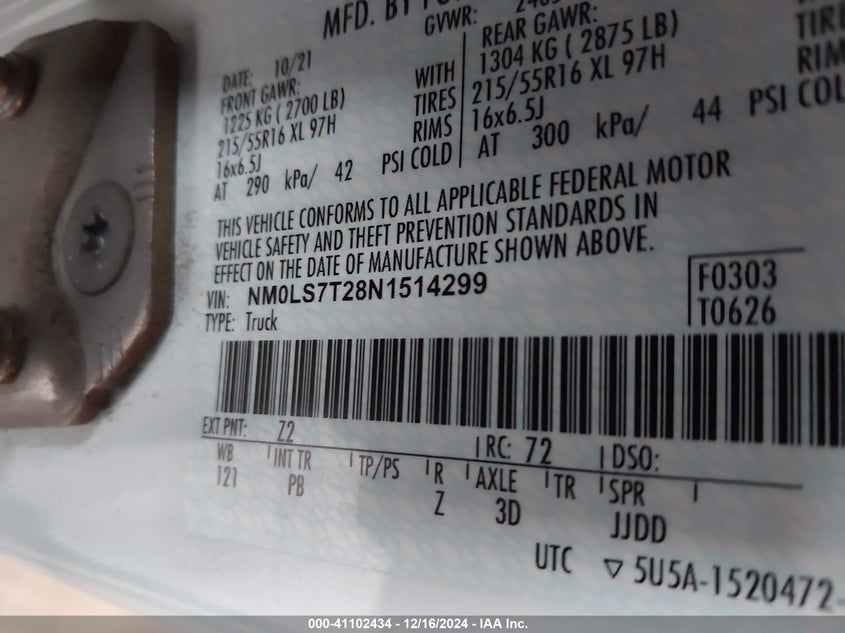 MFD. BY
GVWR:
DATE: 10/21
FRONT GAWR:
1225 KG ( 2700 LB)
215/55R16 XL 97H
16x6.5J
AT 290 kPa/ 42 PSI COLD
WITH
TIRES
RIMS
REAR GAWR:
1304 KG ( 2875 LB)
215/55R16 XL 97H
16x6.5J
AT 300 kPa/ 44 PSI COL
TIRE
RIM
THIS VEHICLE CONFORMS TO ALL APPLICABLE FEDERAL MOTOR
VEHICLE SAFETY AND THEFT PREVENTION STANDARDS IN
EFFECT ON THE DATE OF MANUFACTURE SHOWN ABOVE.
VIN: NM0LS7T28N1514299
TYPE: Truck
F0303
T0626
EXT PNT: Z2 RC: 72 DSO:
WB INT TR TP/PS R AXLE TR SPR
121 PB Z 3D JJDD
UTC ▽ 5U5A-1520472-
000-41102434 - 12/16/2024 - IAA Inc.